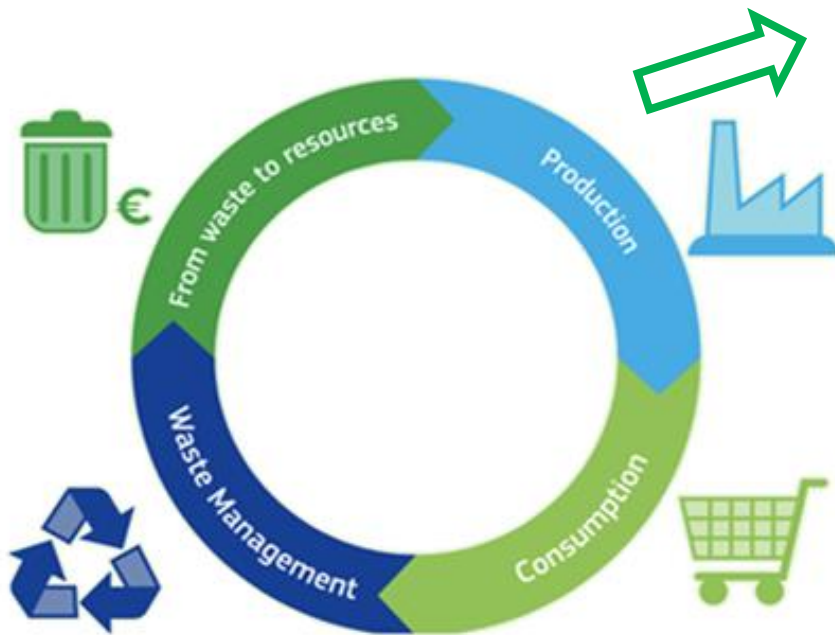 From waste to resources
Production
€
Consumption
Waste Management